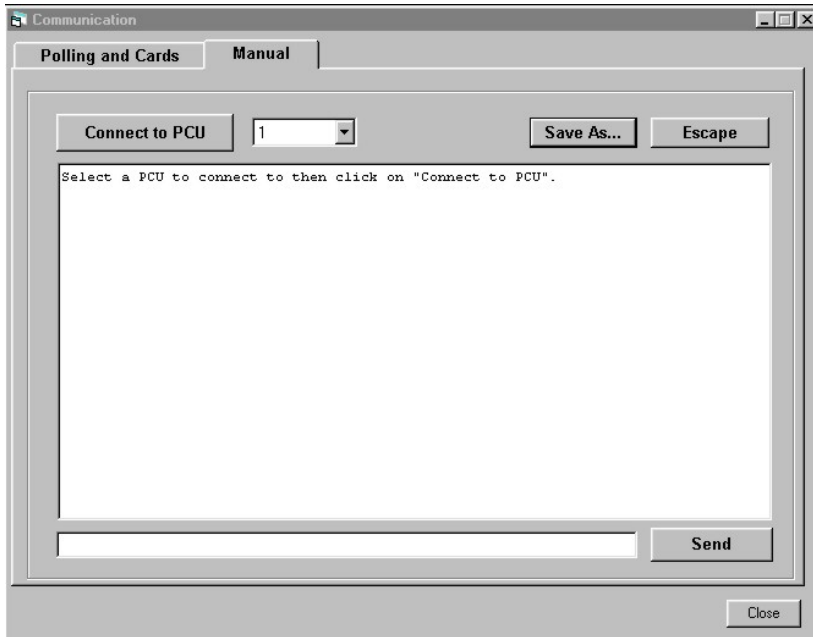 Communication
Polling and Cards Manual
Connect to PCU 1 Save As... Escape
Select a PCU to connect to then click on "Connect to PCU".
Send
Close